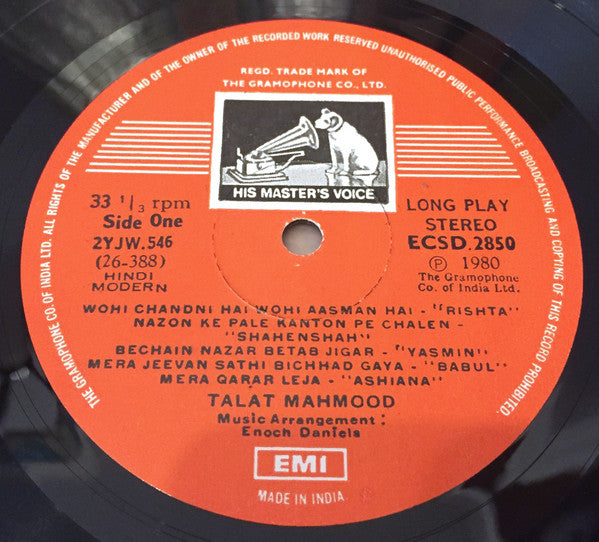 THE GRAMOPHONE CO. OF INDIA LTD. ALL RIGHTS OF THE MANUFACTURER AND OF THE OWNER OF THE RECORDED WORK RESERVED UNAUTHORISED PUBLIC PERFORMANCE BROADCASTING AND COPYING OF THIS RECORD PROHIBITED
REGD. TRADE MARK OF
THE GRAMOPHONE CO., LTD.
HIS MASTER'S VOICE
33 1/3 rpm
Side One
2YJW.546
(26-388)
HINDI
MODERN
LONG PLAY
STEREO
ECSD.2850
Ⓟ 1980
The Gramophone
Co. of India Ltd.
WOHI CHANDNI HAI WOHI AASMAN HAI - "RISHTA"
NAZON KE PALE KANTON PE CHALEN -
"SHAHENSHAH"
BECHAIN NAZAR BETAB JIGAR - "YASMIN"
MERA JEEVAN SATHI BICHHAD GAYA - "BABUL"
MERA QARAR LEJA - "ASHIANA"
TALAT MAHMOOD
Music Arrangement:
Enoch Daniels
EMI
MADE IN INDIA.